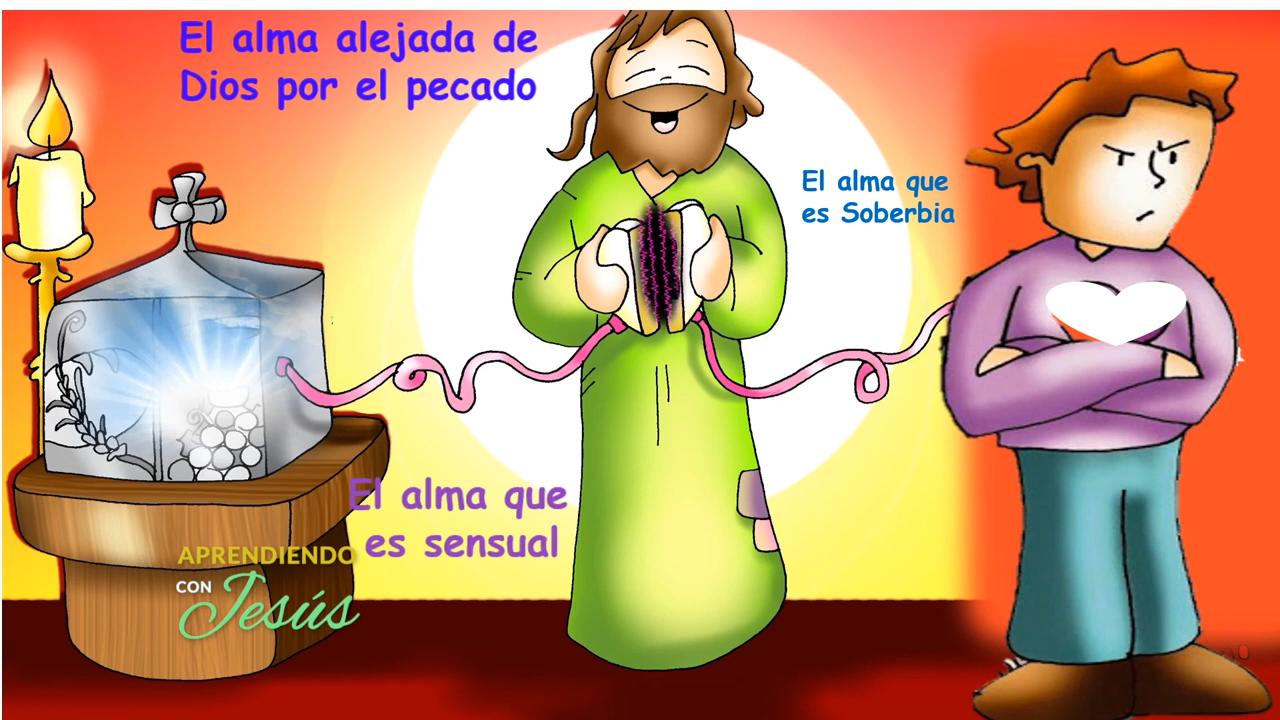 El alma alejada de
Dios por el pecado
El alma que
es Soberbia
El alma que
es sensual
APRENDIENDO
CON Jesús